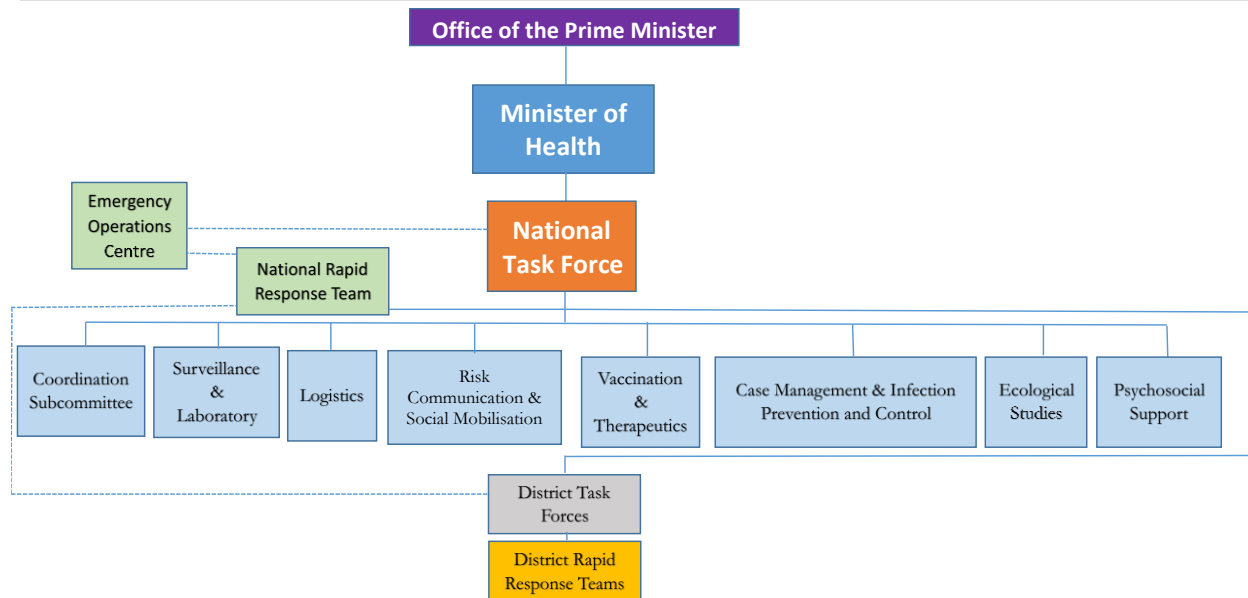 Office of the Prime Minister
Minister of
Health
Emergency
Operations
Centre
National
Task Force
National Rapid
Response Team
Coordination
Subcommittee
Surveillance
&
Laboratory
Logistics
Risk
Communication &
Social Mobilisation
Vaccination
&
Therapeutics
Case Management & Infection
Prevention and Control
Ecological
Studies
Psychosocial
Support
District Task
Forces
District Rapid
Response Teams